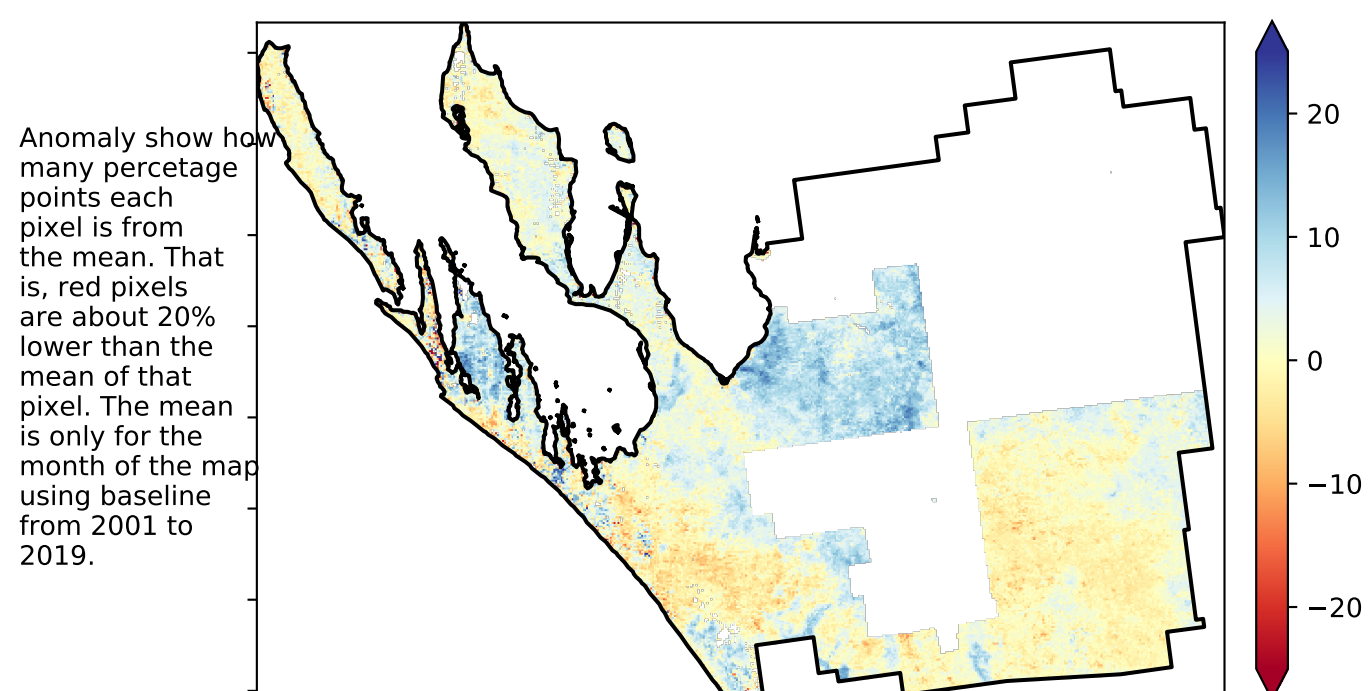 Anomaly show how
many percetage
points each
pixel is from
the mean. That
is, red pixels
are about 20%
lower than the
mean of that
pixel. The mean
is only for the
month of the map
using baseline
from 2001 to
2019.
20
10
0
−10
−20